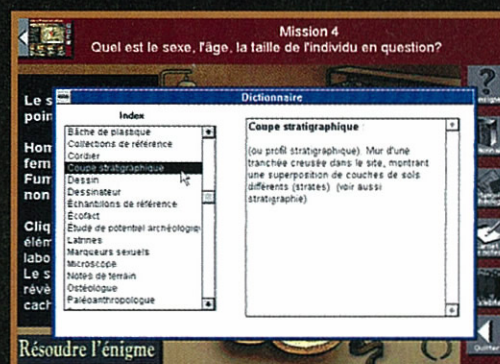 Mission 4
Quel est le sexe, l'âge, la taille de l'individu en question?
Le s
poin
Hom
fem
Fum
non
Cliq
élém
labo
Le s
révè
cach
Dictionnaire
Index
Bâche de plastique
Collections de référence
Cordier
Coupe stratigraphique
Dessin
Dessinateur
Échantillons de référence
Écofact
Étude de potentiel archéologiq
Latrines
Marqueurs sexuels
Microscope
Notes de terrain
Ostéologue
Paléoanthropologue
Coupe stratigraphique
(ou profil stratigraphique). Mur d'une
tranchée creusée dans le site, montrant
une superposition de couches de sols
différents (strates). (voir aussi
stratigraphie)
Résoudre l'énigme
Quitter